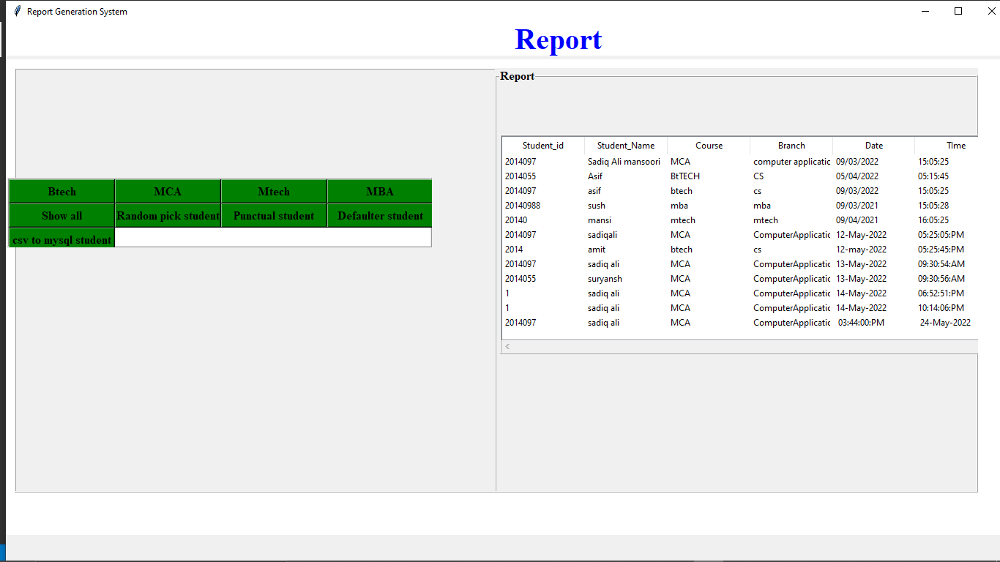 Report Generation System
Report
Report
Btech MCA Mtech MBA
Show all Random pick student Punctual student Defaulter student
csv to mysql student
Student_id Student_Name Course Branch Date TIme
2014097 Sadiq Ali mansoori MCA computer applicatic 09/03/2022 15:05:25
2014055 Asif BtTECH CS 05/04/2022 05:15:45
2014097 asif btech cs 09/03/2022 15:05:25
20140988 sush mba mba 09/03/2021 15:05:28
20140 mansi mtech mtech 09/04/2021 16:05:25
2014097 sadiqali MCA ComputerApplicatic 12-May-2022 05:25:05:PM
2014 amit btech cs 12-may-2022 05:25:45:PM
2014097 sadiq ali MCA ComputerApplicatic 13-May-2022 09:30:54:AM
2014055 suryansh MCA ComputerApplicatic 13-May-2022 09:30:56:AM
1 sadiq ali MCA ComputerApplicatic 14-May-2022 06:52:51:PM
1 sadiq ali MCA ComputerApplicatic 14-May-2022 10:14:06:PM
2014097 sadiq ali MCA ComputerApplicatic 03:44:00:PM 24-May-2022